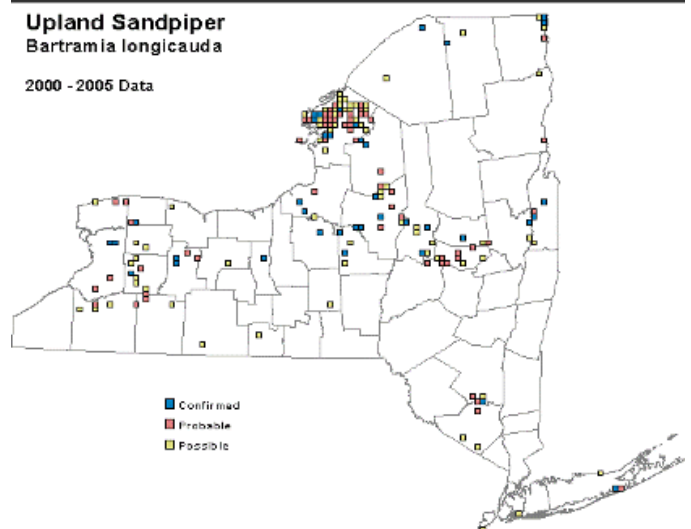 Upland Sandpiper
Bartramia longicauda
2000 - 2005 Data
Confirmed
Probable
Possible